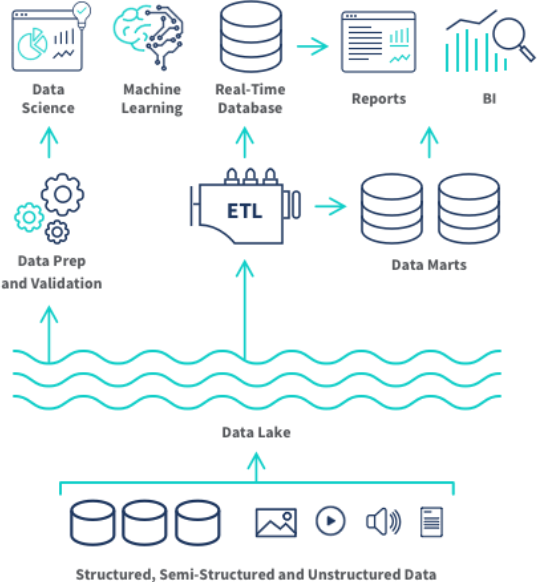 Data
Science
Machine
Learning
Real-Time
Database
Reports
BI
ETL
Data Prep
and Validation
Data Marts
Data Lake
Structured, Semi-Structured and Unstructured Data